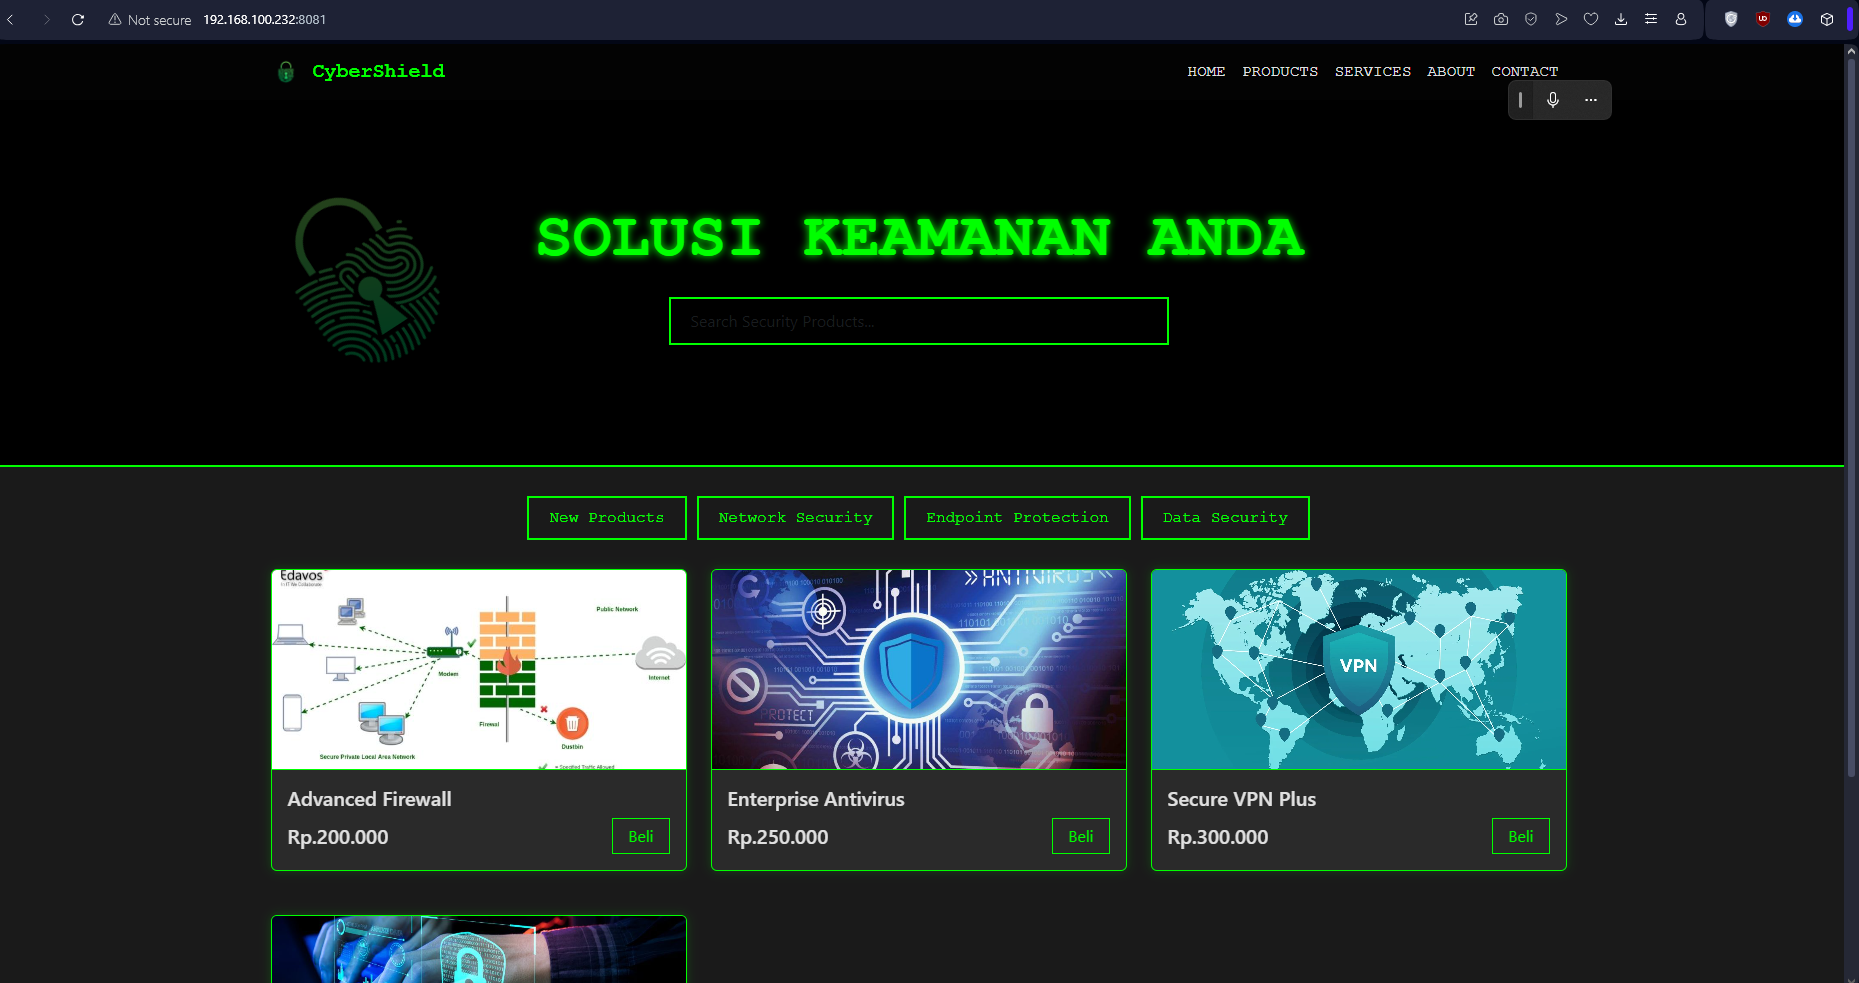 Not secure 192.168.100.232:8081
CyberShield
HOME PRODUCTS SERVICES ABOUT CONTACT
SOLUSI KEAMANAN ANDA
Search Security Products...
New Products Network Security Endpoint Protection Data Security
Edavos
Public Network
Modem
Internet
Firewall
Dustbin
Secure Private Local Area Network
= Specified Traffic Allowed
ANTIVIRUS
PROTECT
VPN
Advanced Firewall
Rp.200.000 Beli
Enterprise Antivirus
Rp.250.000 Beli
Secure VPN Plus
Rp.300.000 Beli